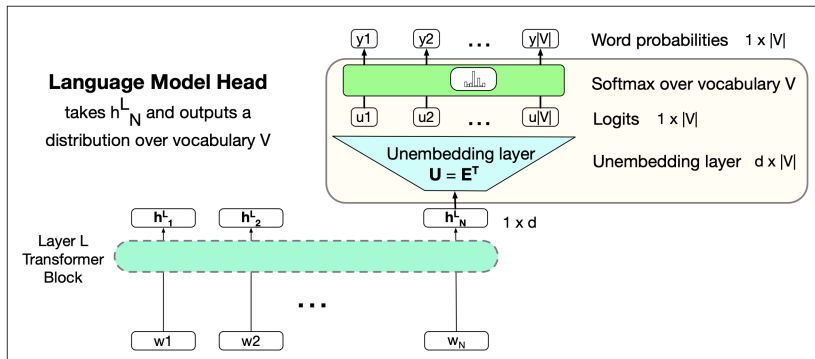 y1 y2 ... y|V| Word probabilities 1 x |V|
Language Model Head
takes h^L_N and outputs a
distribution over vocabulary V
Softmax over vocabulary V
u1 u2 ... u|V| Logits 1 x |V|
Unembedding layer
U = E^T
Unembedding layer d x |V|
h^L_1 h^L_2 h^L_N 1 x d
Layer L
Transformer
Block
...
w1 w2 w_N